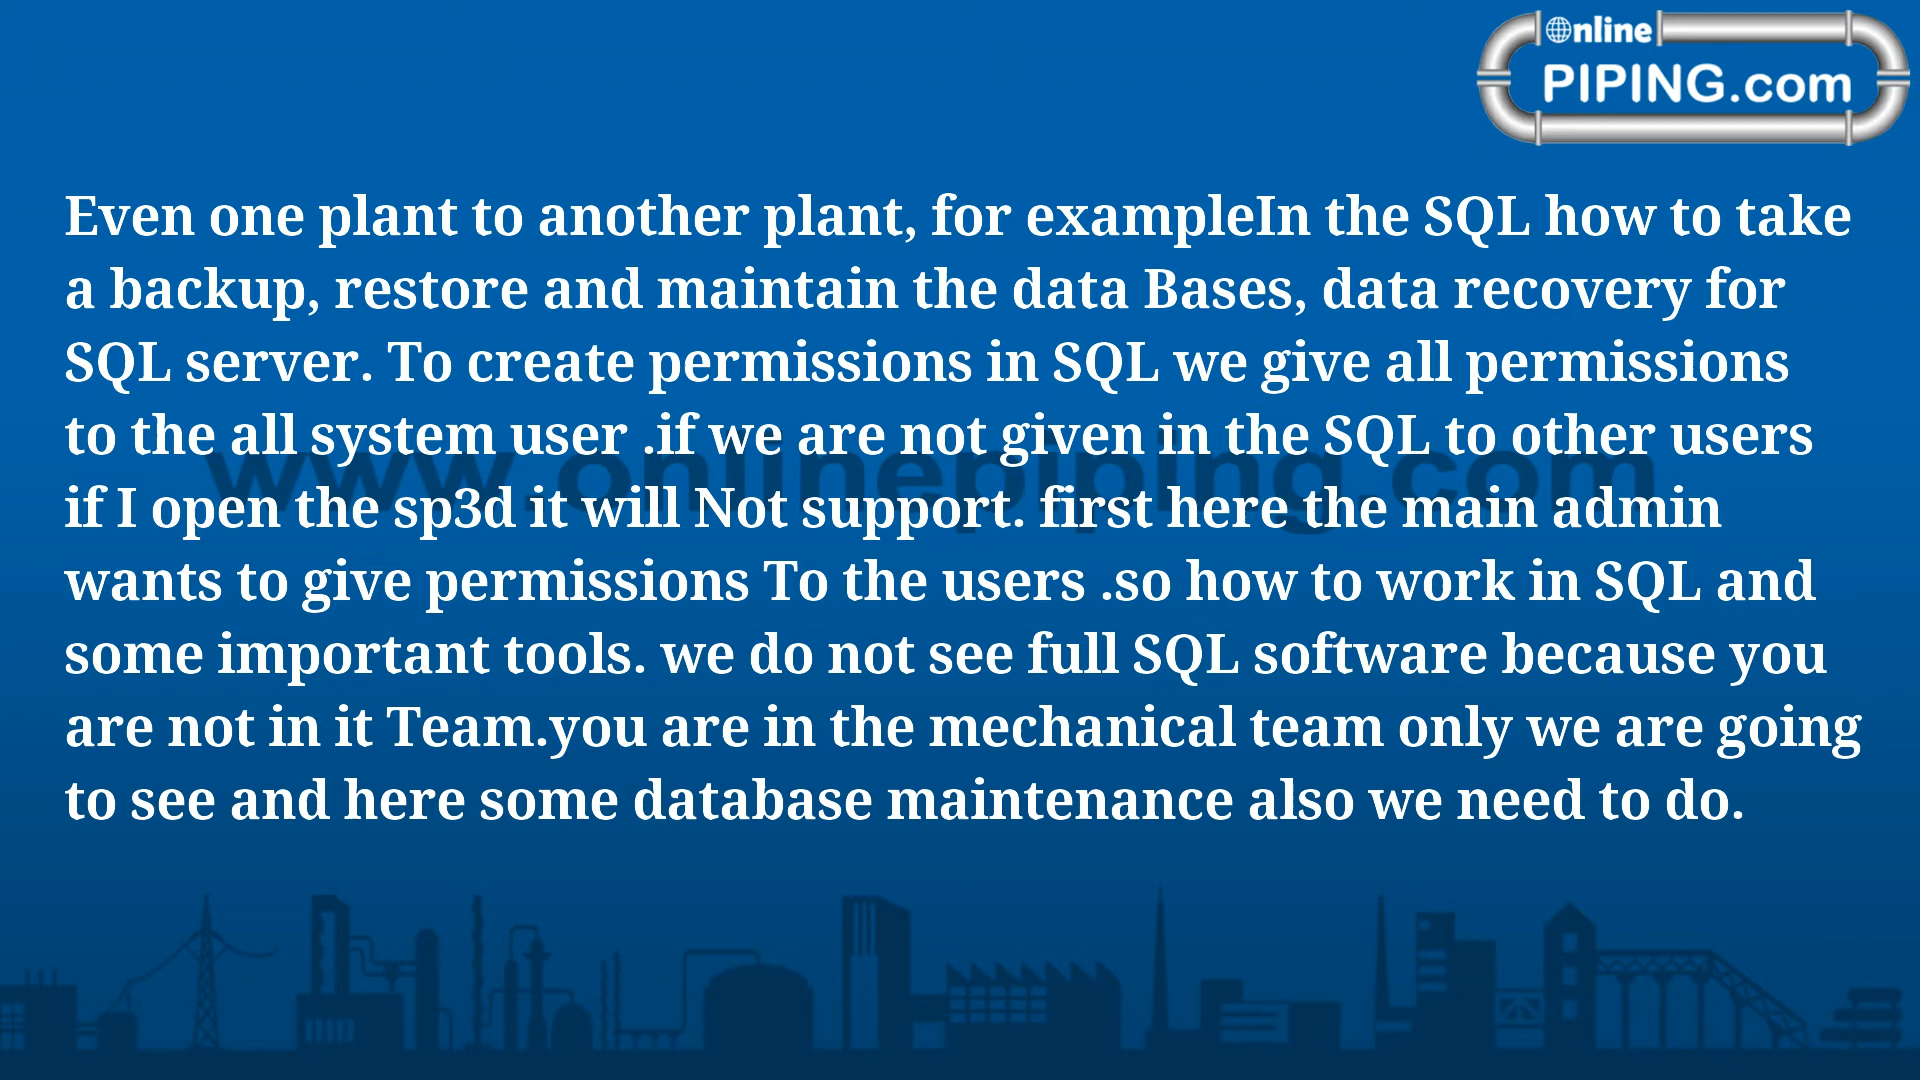 Online
PIPING.com
Even one plant to another plant, for exampleIn the SQL how to take
a backup, restore and maintain the data Bases, data recovery for
SQL server. To create permissions in SQL we give all permissions
to the all system user .if we are not given in the SQL to other users
if I open the sp3d it will Not support. first here the main admin
wants to give permissions To the users .so how to work in SQL and
some important tools. we do not see full SQL software because you
are not in it Team.you are in the mechanical team only we are going
to see and here some database maintenance also we need to do.
www.onlinepiping.com